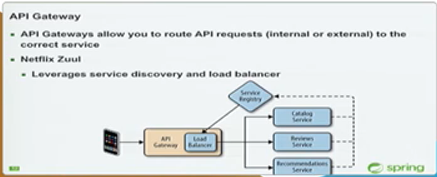 API Gateway
API Gateways allow you to route API requests (internal or external) to the
correct service
Netflix Zuul
Leverages service discovery and load balancer
Service
Registry
Catalog
Service
API
Gateway
Load
Balancer
Reviews
Service
Recommendations
Service
spring